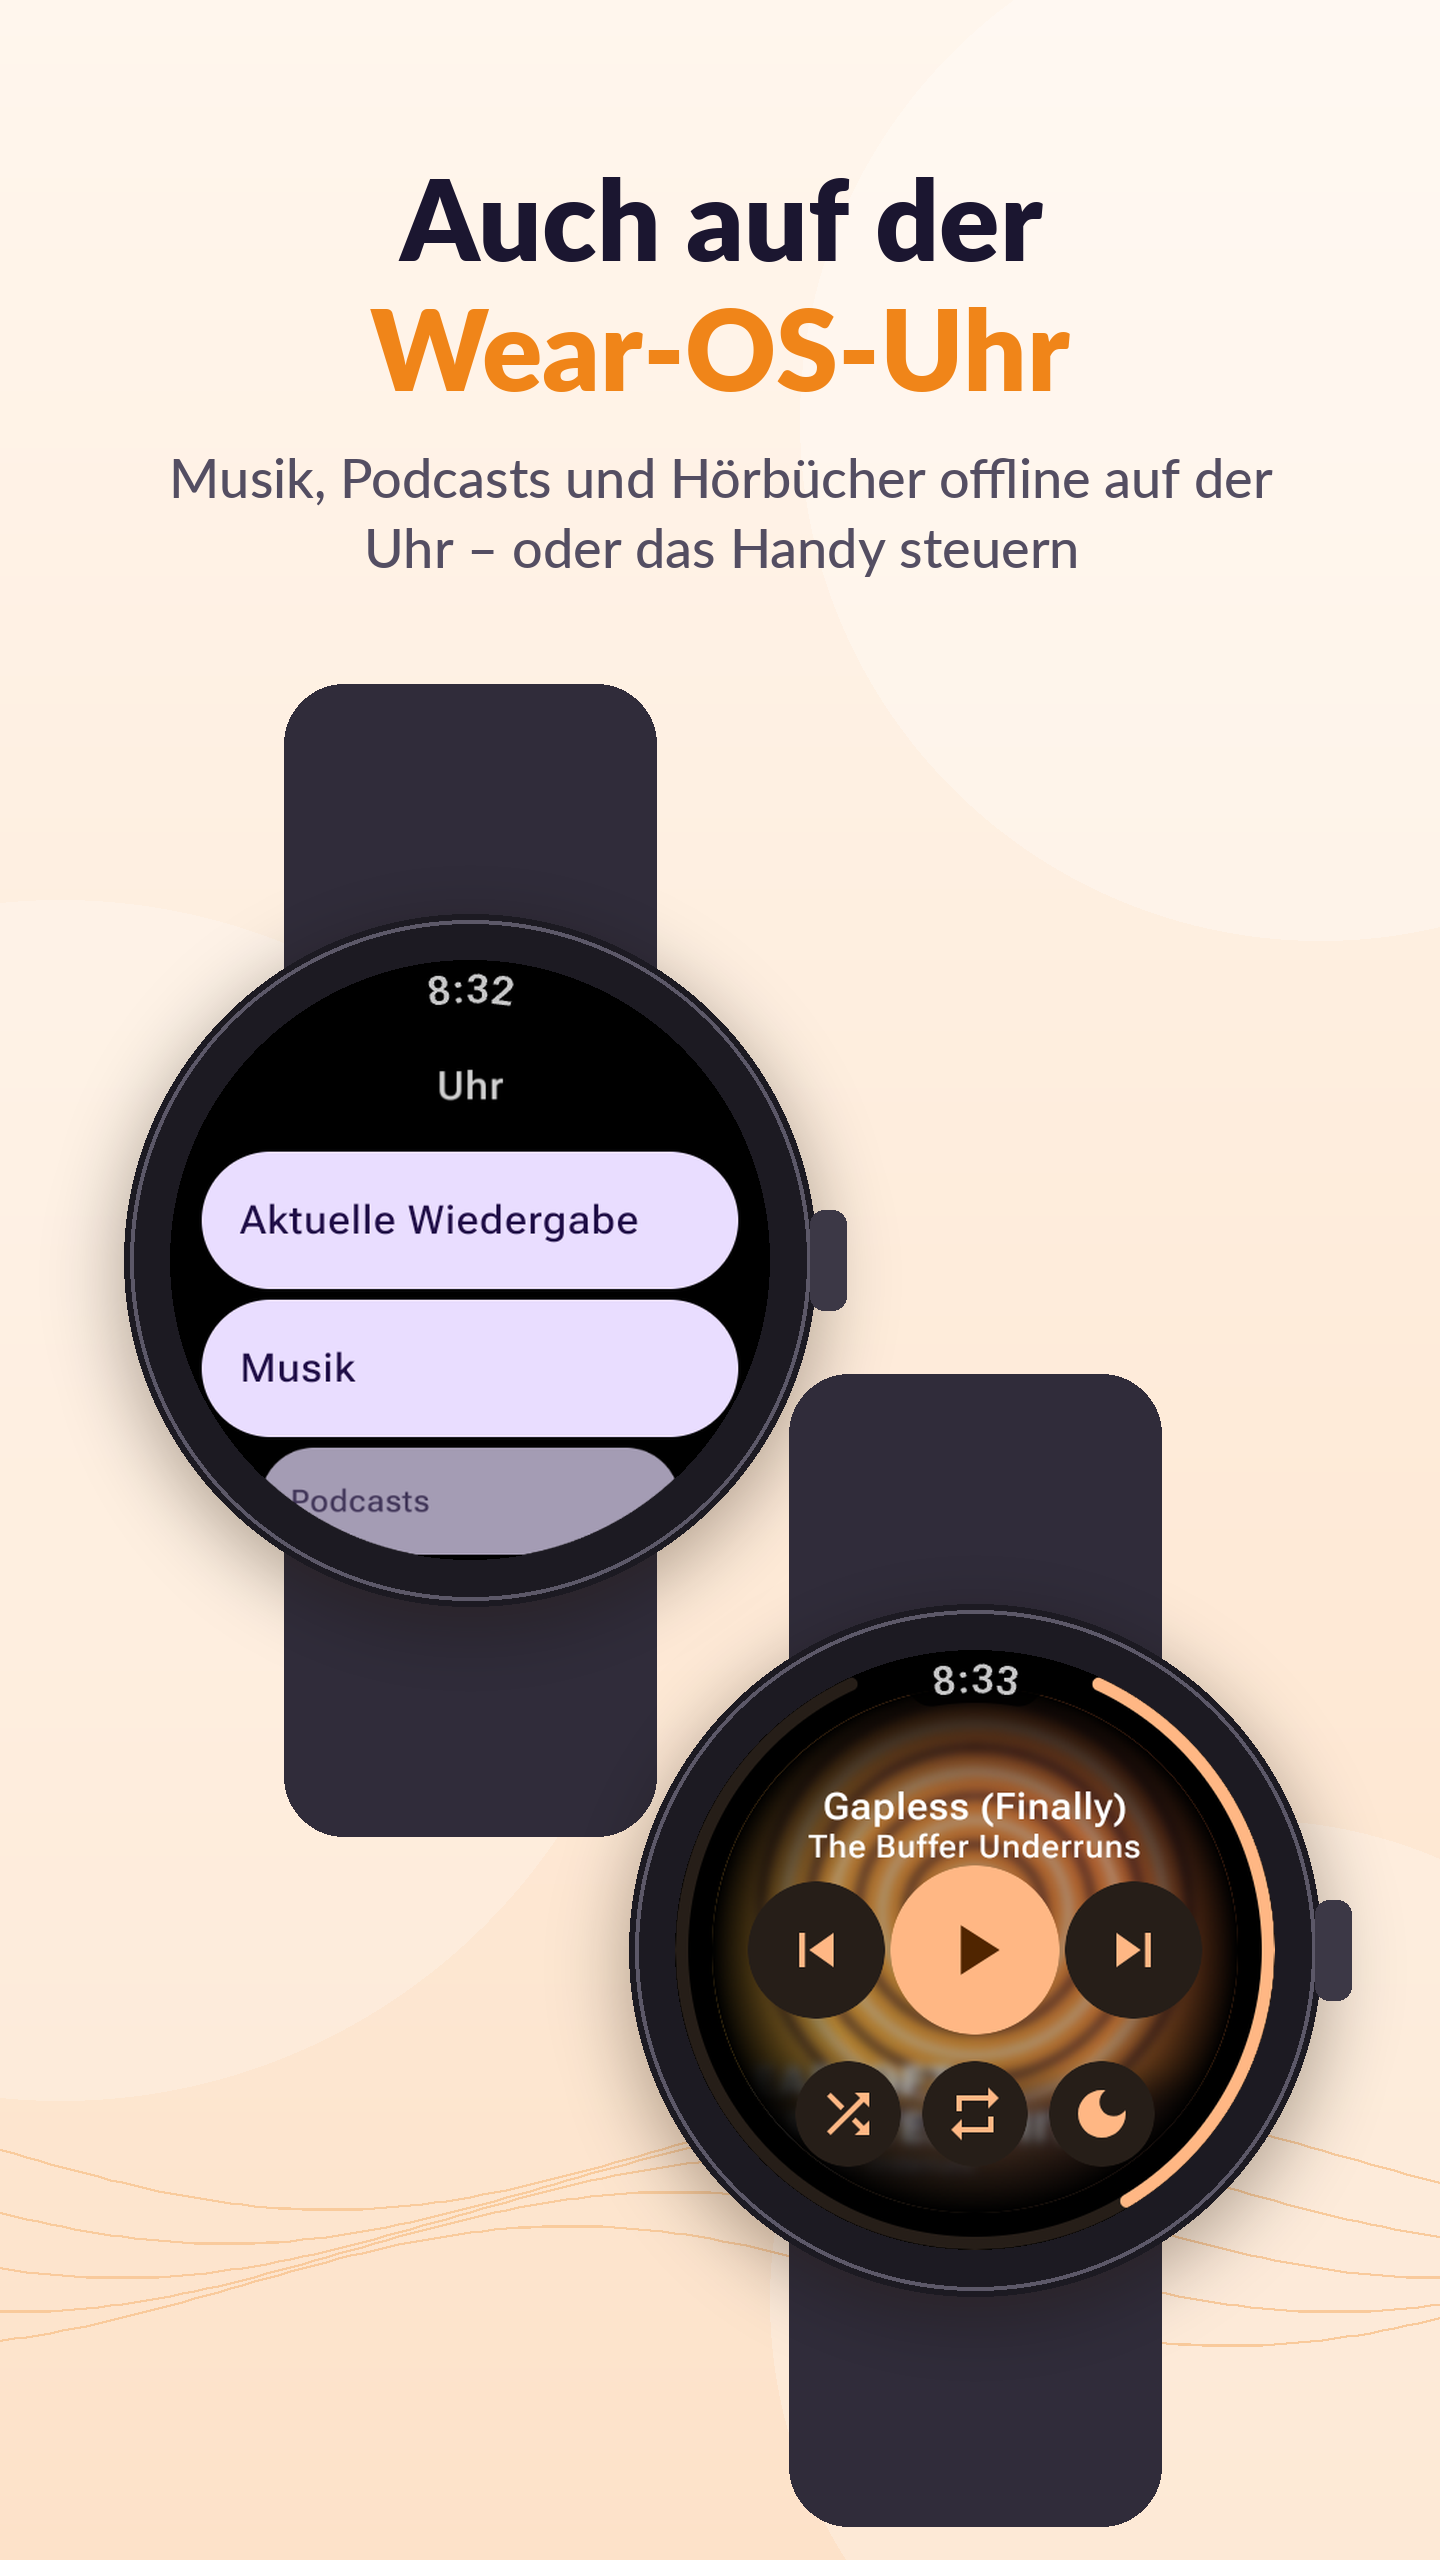 Auch auf der
Wear-OS-Uhr
Musik, Podcasts und Hörbücher offline auf der
Uhr – oder das Handy steuern
8:32
Uhr
Aktuelle Wiedergabe
Musik
Podcasts
8:33
Gapless (Finally)
The Buffer Underruns